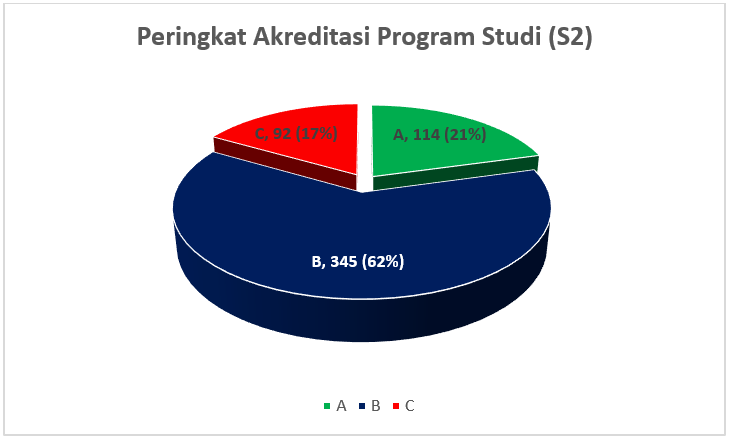 Peringkat Akreditasi Program Studi (S2)
C, 92 (17%)
A, 114 (21%)
B, 345 (62%)
A B C